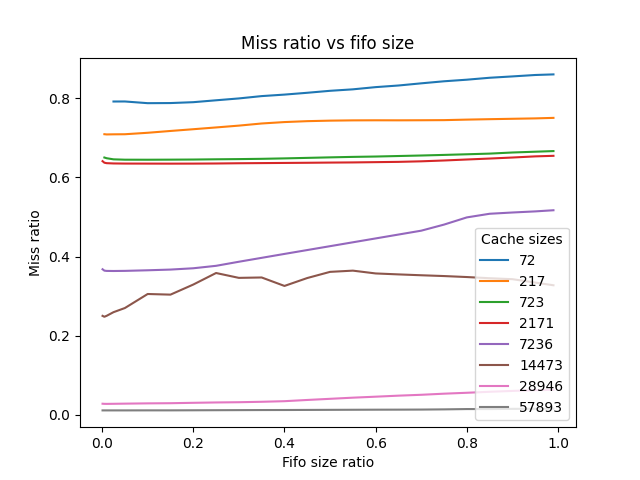 Miss ratio vs fifo size
Miss ratio
0.8
0.6
0.4
0.2
0.0
0.0 0.2 0.4 0.6 0.8 1.0
Fifo size ratio
Cache sizes
72
217
723
2171
7236
14473
28946
57893